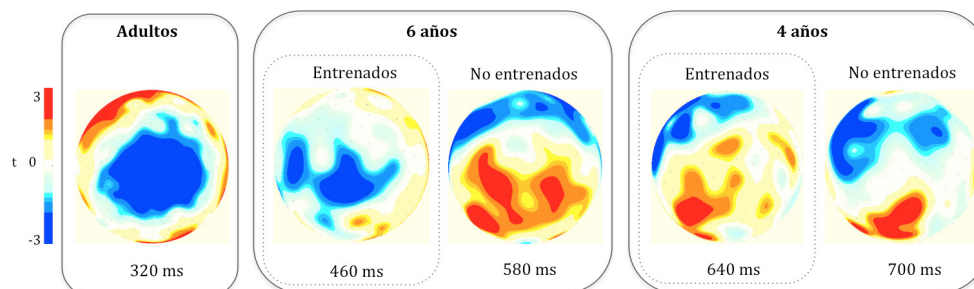 Adultos
6 años
4 años
Entrenados
No entrenados
Entrenados
No entrenados
3
t 0
-3
320 ms
460 ms
580 ms
640 ms
700 ms